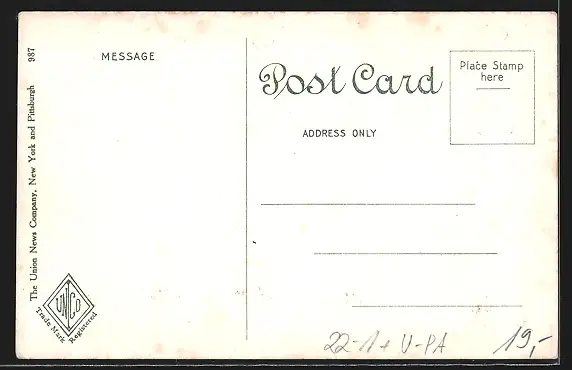 987
The Union News Company, New York and Pittsburgh
MESSAGE
Post Card
ADDRESS ONLY
Place Stamp
here
UNCO
Trade Mark
Registered
22-1+ U-PA
19,-